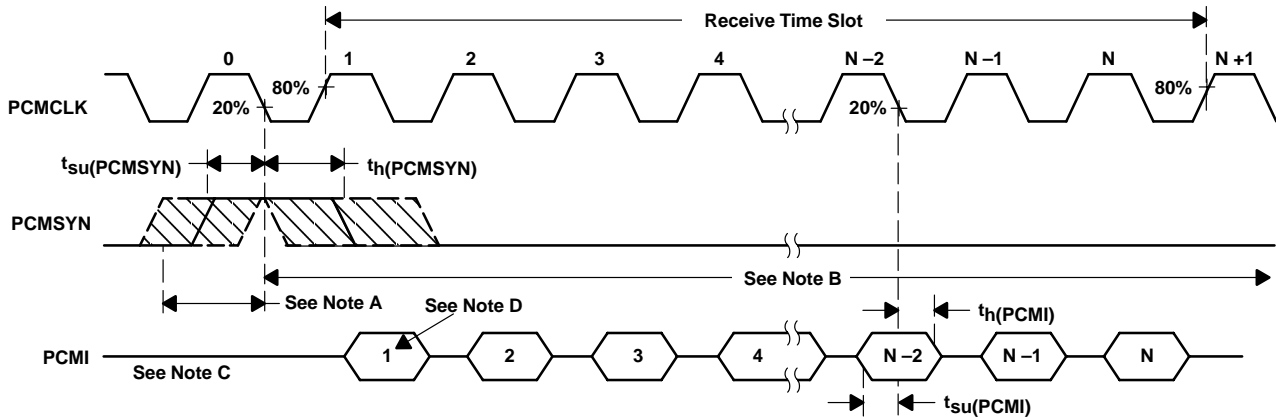 Receive Time Slot
0 1 2 3 4 N –2 N –1 N N +1
80% 80%
PCMCLK 20% 20%
tsu(PCMSYN) th(PCMSYN)
PCMSYN
See Note B
See Note A
See Note D
th(PCMI)
PCMI 1 2 3 4 N –2 N –1 N
See Note C
tsu(PCMI)